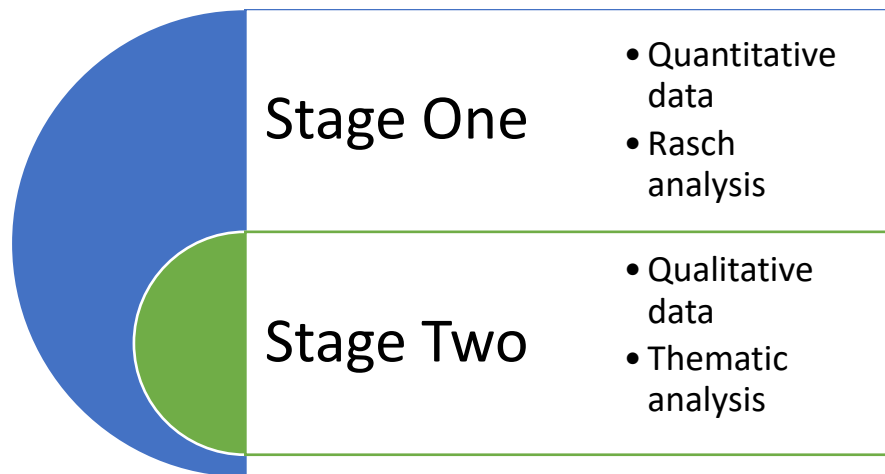 Stage One
• Quantitative
data
• Rasch
analysis
Stage Two
• Qualitative
data
• Thematic
analysis